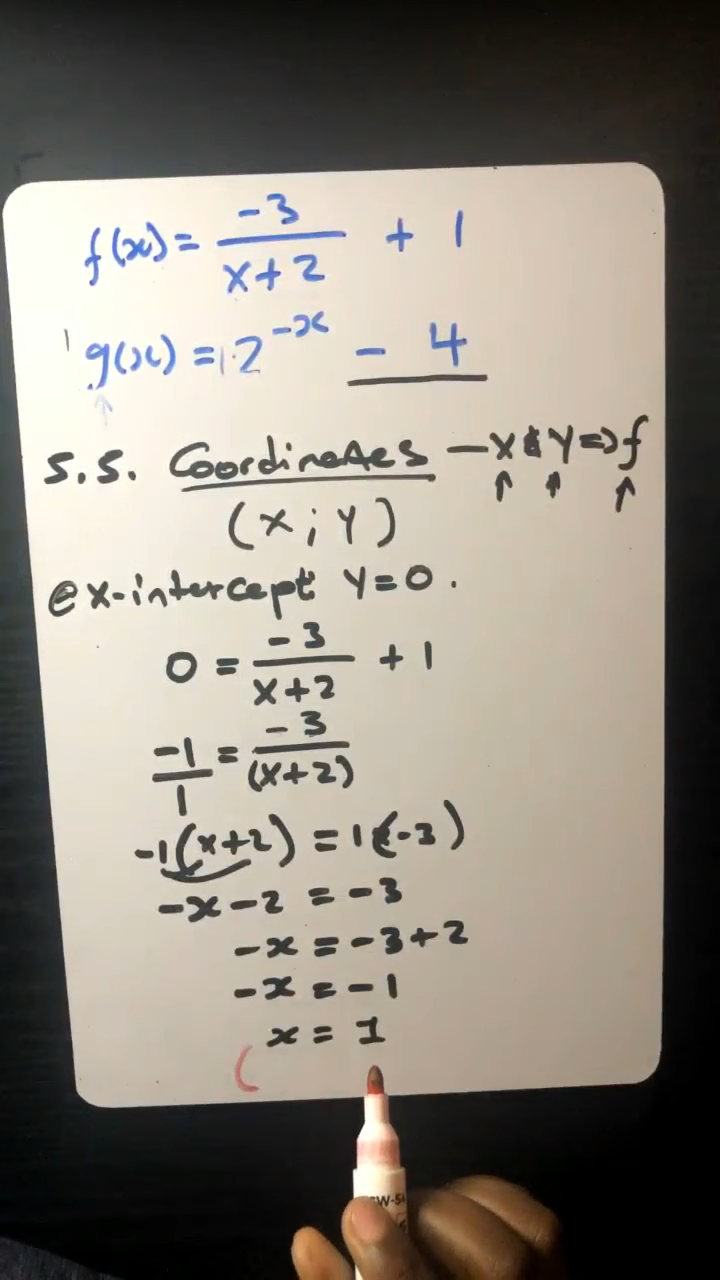 f(x) = -3/(x+2) + 1
g(x) = 1.2^(-x) - 4
5.5. Coordinates — x & y => f
(x ; y)
@ x-intercept y=0.
0 = -3/(x+2) + 1
-1/1 = -3/(x+2)
-1(x+2) = 1(-3)
-x-2 = -3
-x = -3+2
-x = -1
x = 1
(